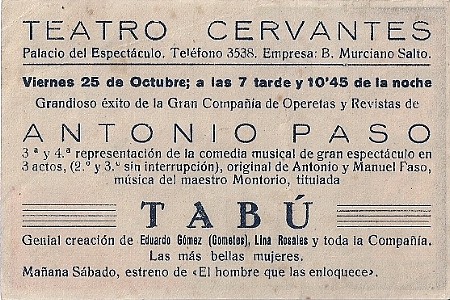 TEATRO CERVANTES
Palacio del Espectáculo. Teléfono 3538. Empresa: B. Murciano Salto.
Viernes 25 de Octubre; a las 7 tarde y 10'45 de la noche
Grandioso éxito de la Gran Compañía de Operetas y Revistas de
ANTONIO PASO
3ª y 4.ª representación de la comedia musical de gran espectáculo en
3 actos, (2.º y 3.º sin interrupción), original de Antonio y Manuel Paso,
música del maestro Montorio, titulada
TABÚ
Genial creación de Eduardo Gómez (Gometes), Lina Rosales y toda la Compañía.
Las más bellas mujeres.
Mañana Sábado, estreno de «El hombre que las enloquece».